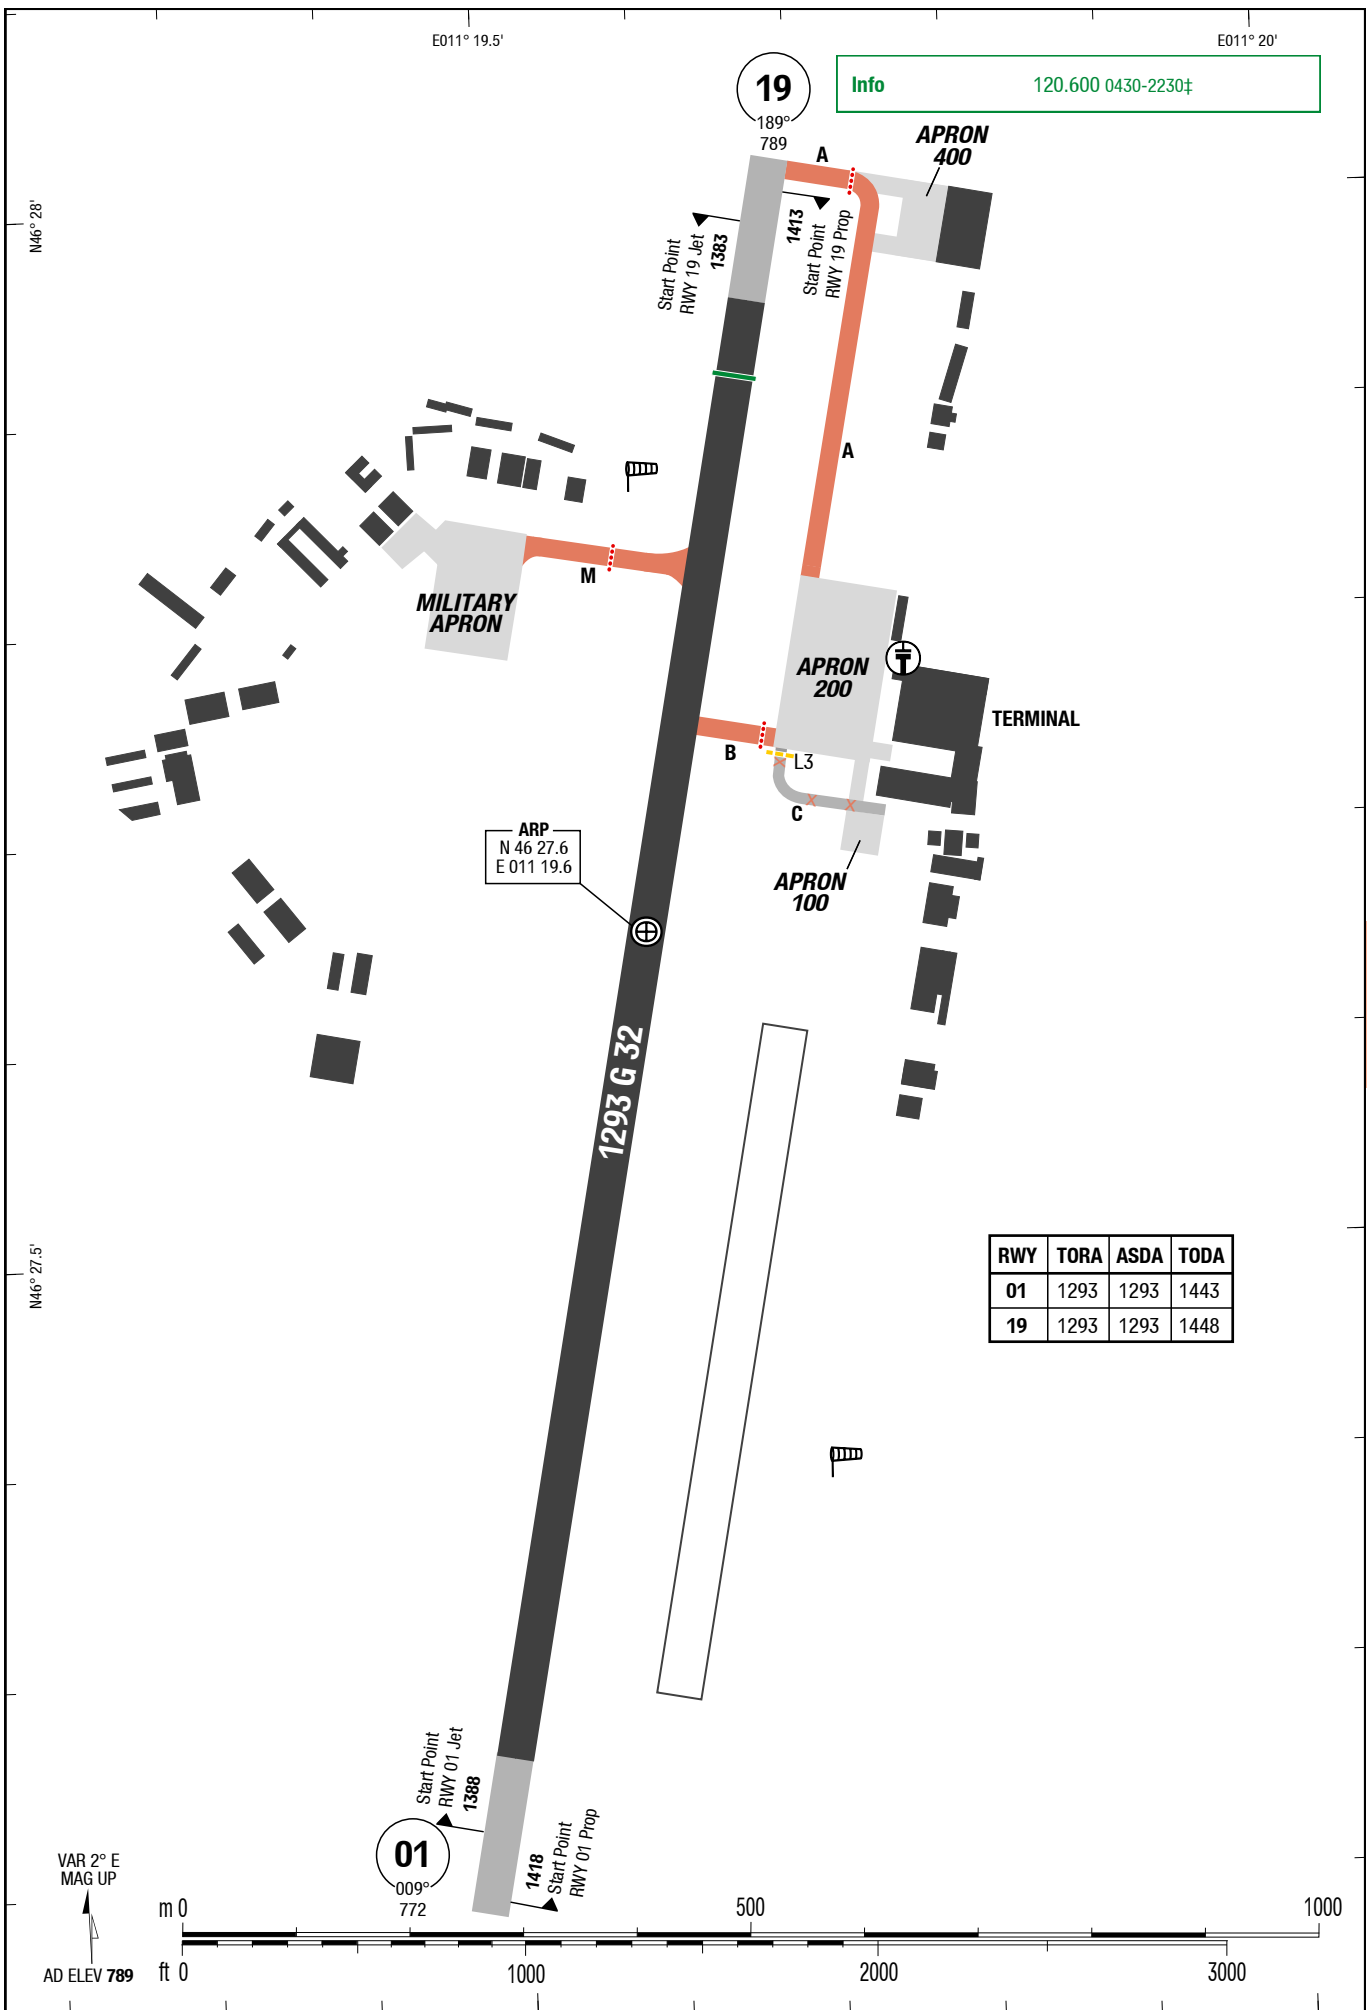 E011° 19.5'
E011° 20'
19
189°
789
Info 120.600 0430-2230‡
APRON
400
A
N46° 28'
Start Point
RWY 19 Jet
1383
1413
Start Point
RWY 19 Prop
A
M
MILITARY
APRON
APRON
200
TERMINAL
B
L3
C
ARP
N 46 27.6
E 011 19.6
APRON
100
1293 G 32
N46° 27.5'
RWY TORA ASDA TODA
01 1293 1293 1443
19 1293 1293 1448
Start Point
RWY 01 Jet
1388
01
009°
772
1418
Start Point
RWY 01 Prop
VAR 2° E
MAG UP
AD ELEV 789
m 0 500 1000
ft 0 1000 2000 3000